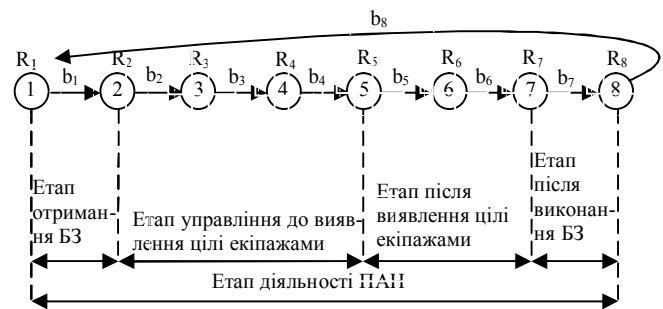 b8
R1 R2 R3 R4 R5 R6 R7 R8
b1 b2 b3 b4 b5 b6 b7
1 2 3 4 5 6 7 8
Етап
отриман-
ня БЗ
Етап управління до вияв-
лення цілі екіпажами
Етап після
виявлення цілі
екіпажами
Етап
після
виконан-
ня БЗ
Етап діяльності ПАН